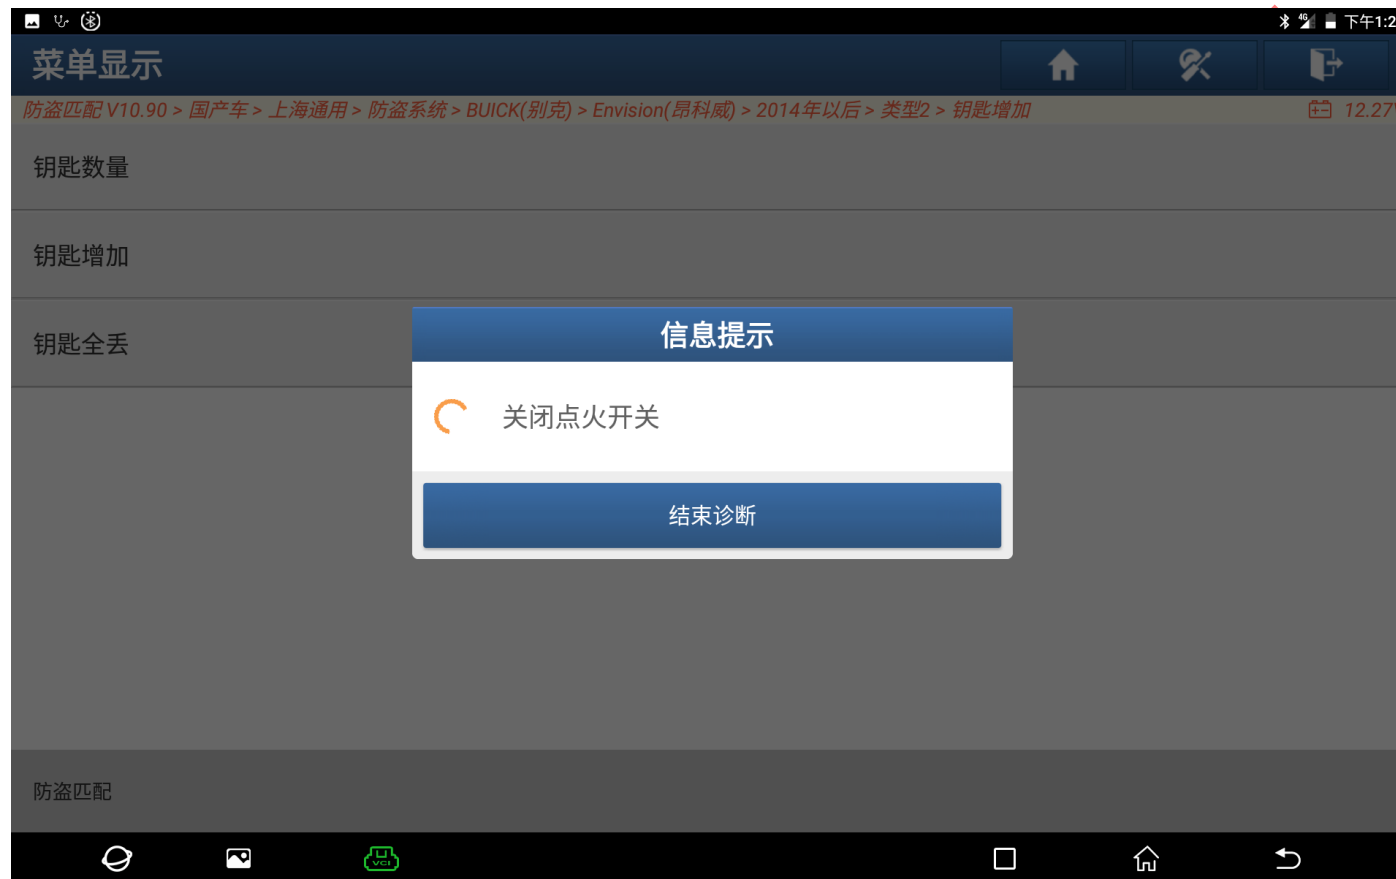 4G 下午1:2
菜单显示
防盗匹配 V10.90 > 国产车 > 上海通用 > 防盗系统 > BUICK(别克) > Envision(昂科威) > 2014年以后 > 类型2 > 钥匙增加 12.27
钥匙数量
钥匙增加
钥匙全丢
信息提示
关闭点火开关
结束诊断
防盗匹配
VCI